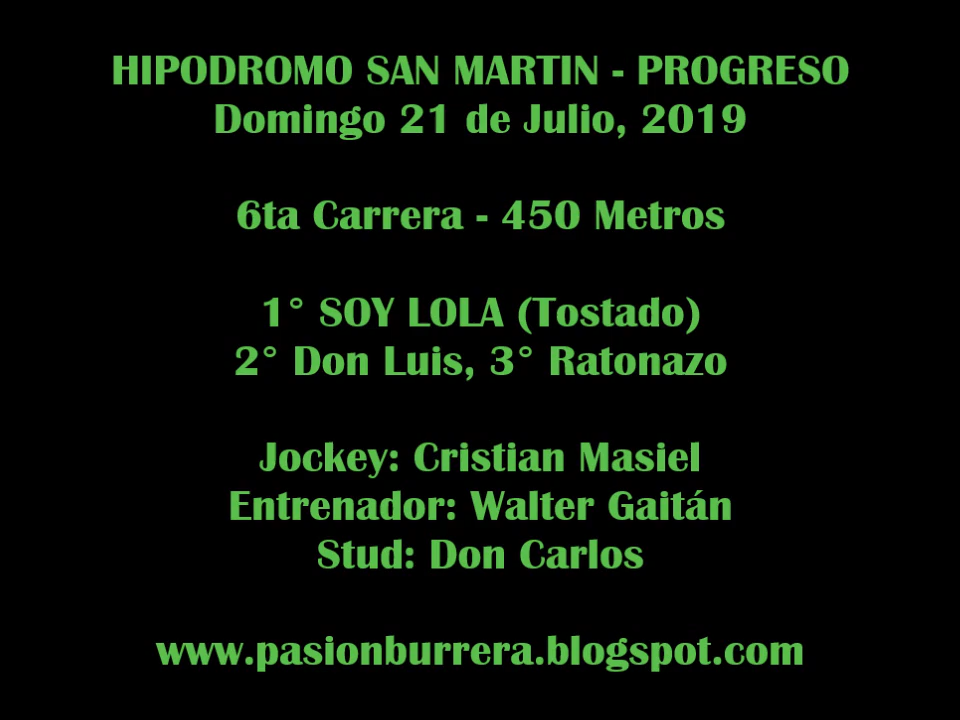 HIPODROMO SAN MARTIN - PROGRESO
Domingo 21 de Julio, 2019
6ta Carrera - 450 Metros
1° SOY LOLA (Tostado)
2° Don Luis, 3° Ratonazo
Jockey: Cristian Masiel
Entrenador: Walter Gaitán
Stud: Don Carlos
www.pasionburrera.blogspot.com